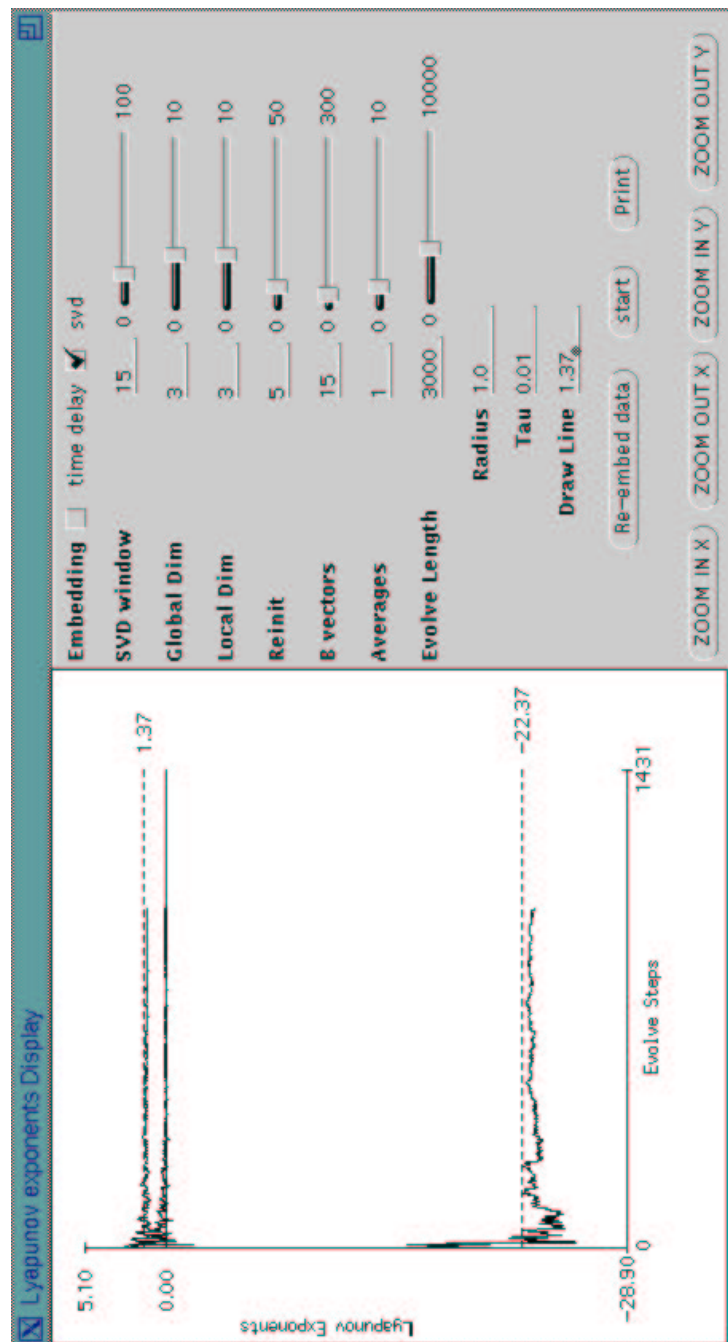 Lyapunov exponents Display
5.10
0.00
-28.90
Lyapunov Exponents
1.37
-22.37
0
1431
Evolve Steps
Embedding time delay svd
SVD window 15 0 100
Global Dim 3 0 10
Local Dim 3 0 10
Reinit 5 0 50
B vectors 15 0 300
Averages 1 0 10
Evolve Length 3000 0 10000
Radius 1.0
Tau 0.01
Draw Line 1.37
Re-embed data start Print
ZOOM IN X ZOOM OUT X ZOOM IN Y ZOOM OUT Y